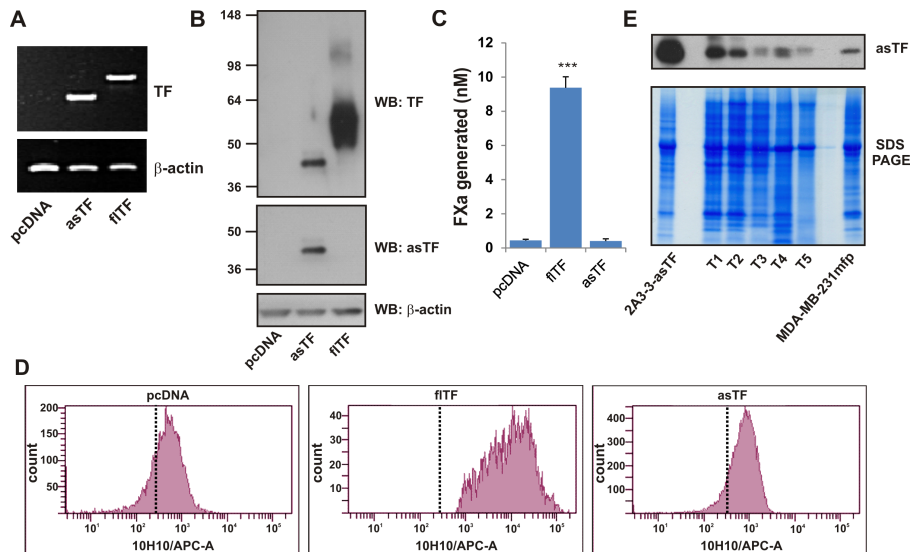 A
TF
β-actin
pcDNA
asTF
flTF
B
148
98
64
50
36
WB: TF
50
36
WB: asTF
WB: β-actin
pcDNA
asTF
flTF
C
FXa generated (nM)
12
10
8
6
4
2
0
***
pcDNA
flTF
asTF
E
asTF
SDS
PAGE
2A3-3-asTF
T1
T2
T3
T4
T5
MDA-MB-231mfp
D
pcDNA
count
200
150
100
50
10¹ 10² 10³ 10⁴ 10⁵
10H10/APC-A
flTF
count
40
30
20
10
10¹ 10² 10³ 10⁴ 10⁵
10H10/APC-A
asTF
count
400
300
200
100
10¹ 10² 10³ 10⁴ 10⁵
10H10/APC-A